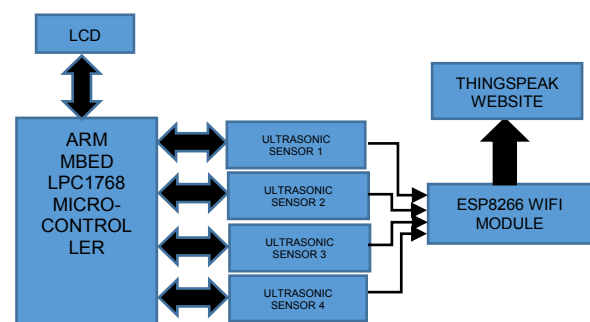 LCD
ARM
MBED
LPC1768
MICRO-
CONTROL
LER
ULTRASONIC
SENSOR 1
ULTRASONIC
SENSOR 2
ULTRASONIC
SENSOR 3
ULTRASONIC
SENSOR 4
THINGSPEAK
WEBSITE
ESP8266 WIFI
MODULE